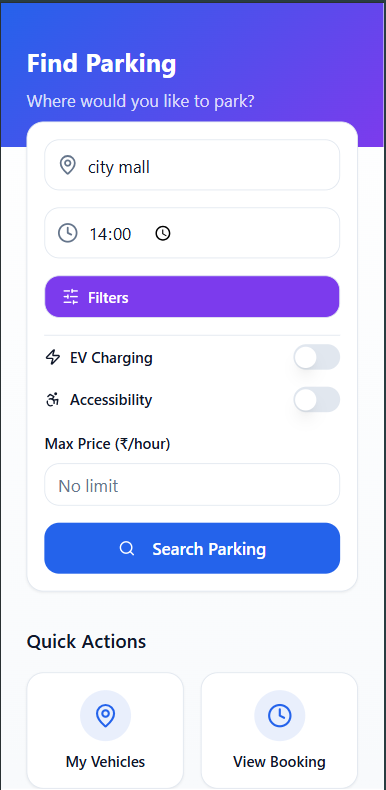 Find Parking
Where would you like to park?
city mall
14:00
Filters
EV Charging
Accessibility
Max Price (₹/hour)
No limit
Search Parking
Quick Actions
My Vehicles
View Booking